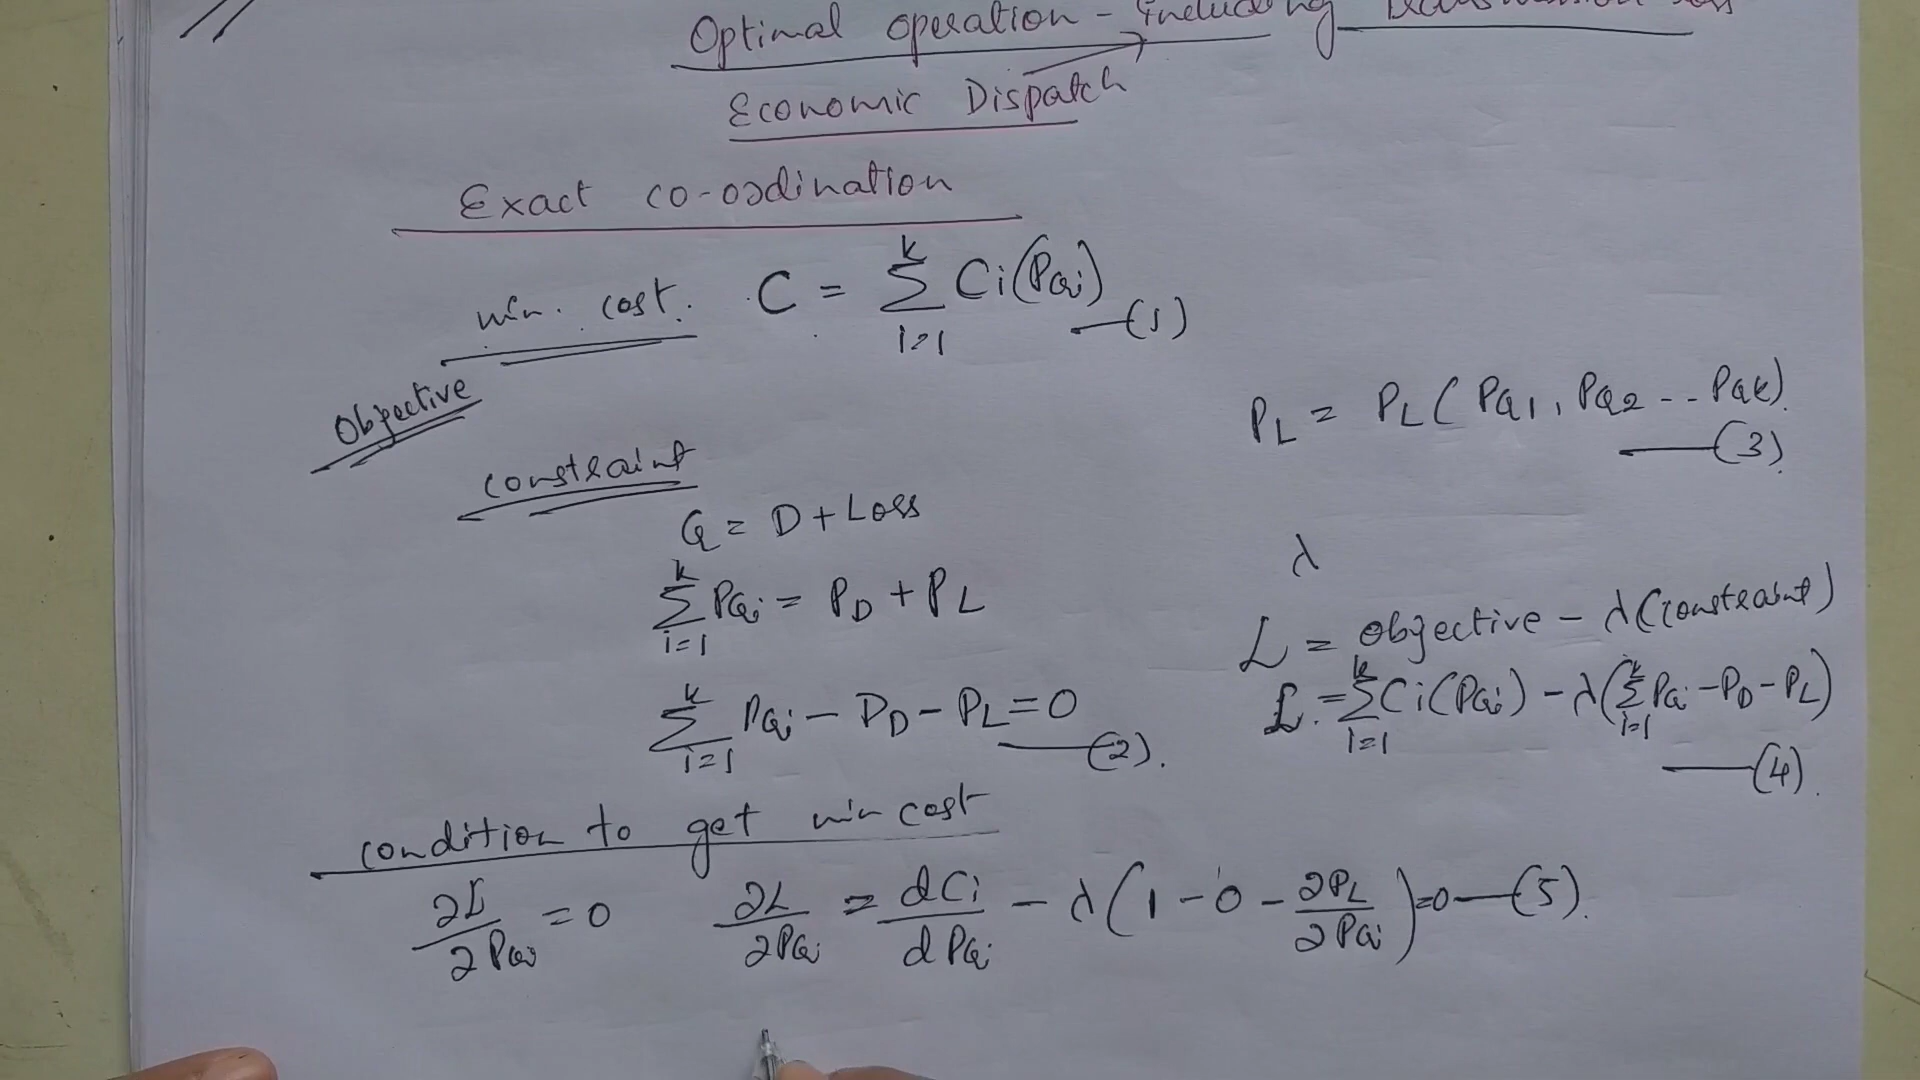 Optimal operation - including Transmission loss
Economic Dispatch
Exact co-ordination
min. cost. C = Σ_{i=1}^{k} Ci(PGi) —(1)
Objective
constraint
G = D + Loss
Σ_{i=1}^{k} PGi = PD + PL
Σ_{i=1}^{k} PGi - PD - PL = 0 —(2).
PL = PL(PG1, PG2 -- PGk) —(3)
λ
L = objective - λ(constraint)
L = Σ_{i=1}^{k} Ci(PGi) - λ(Σ_{i=1}^{k} PGi - PD - PL) —(4)
condition to get min cost
∂L/∂PGi = 0 ∂L/∂PGi = dCi/dPGi - λ(1 - 0 - ∂PL/∂PGi) = 0 —(5).